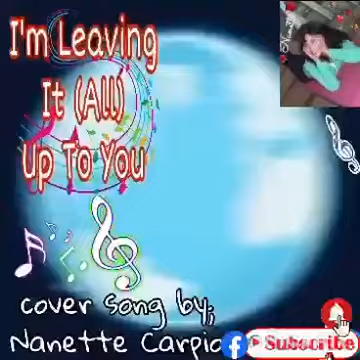 I'm Leaving
It (All)
Up To You
cover song by;
Nanette Carpio
Subscribe